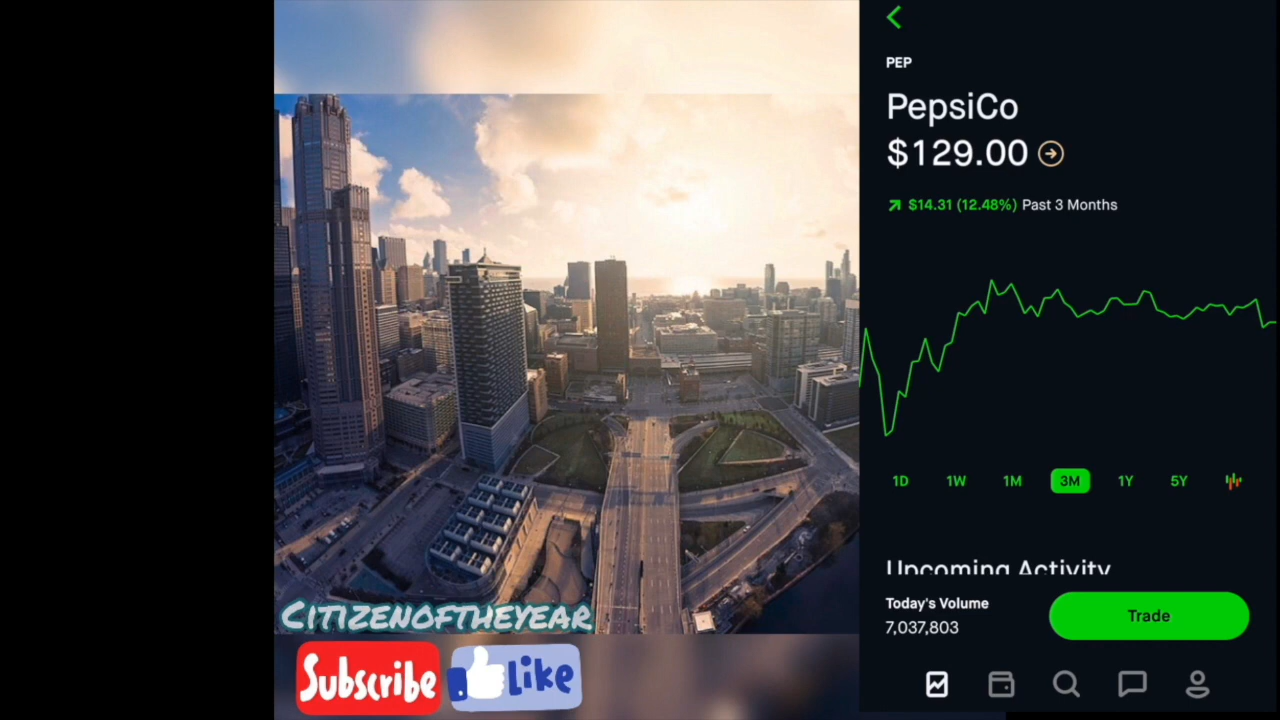 CITIZENOFTHEYEAR
Subscribe
Like
PEP
PepsiCo
$129.00
$14.31 (12.48%) Past 3 Months
1D 1W 1M 3M 1Y 5Y
Upcoming Activity
Today's Volume
7,037,803
Trade